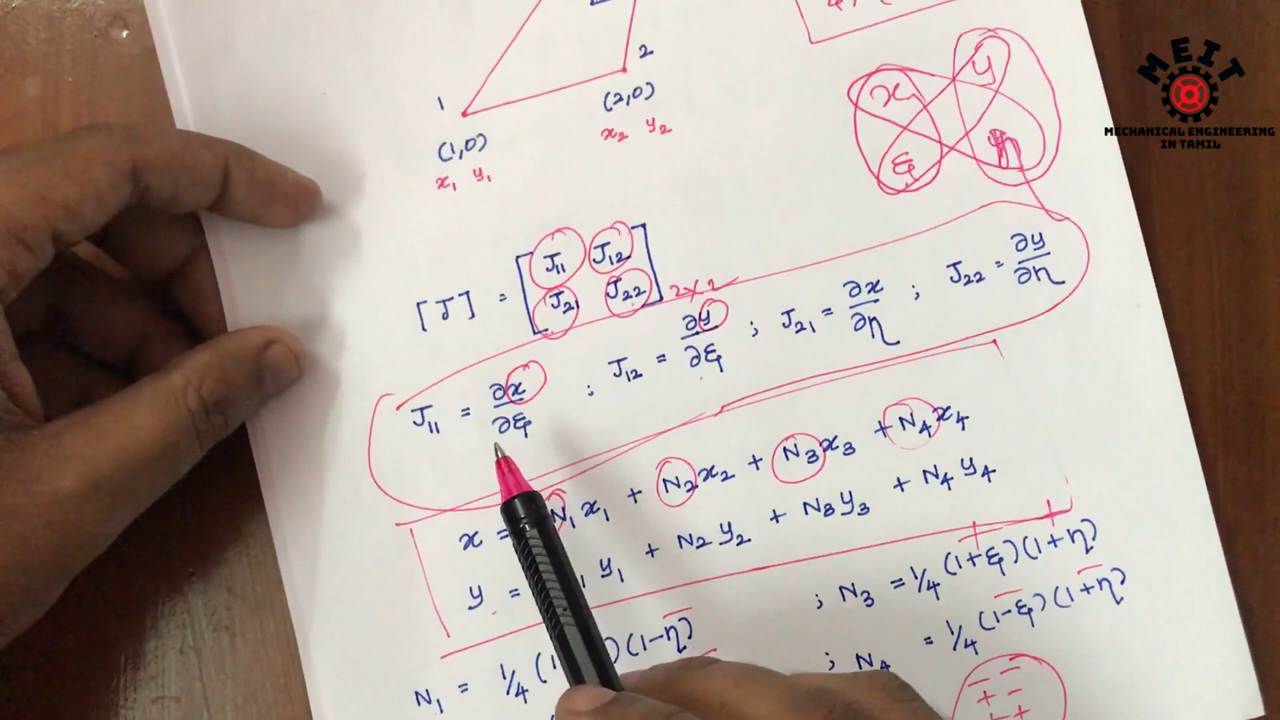 4) (
2
1
(2,0)
x₂ y₂
(1,0)
x₁ y₁
x y
ξ η
MEIT
MECHANICAL ENGINEERING
IN TAMIL
[J] = [J₁₁ J₁₂
J₂₁ J₂₂] 2×2
J₁₁ = ∂x/∂ξ ; J₁₂ = ∂y/∂ξ ; J₂₁ = ∂x/∂η ; J₂₂ = ∂y/∂η
x = N₁x₁ + N₂x₂ + N₃x₃ + N₄x₄
y = y₁ + N₂y₂ + N₃y₃ + N₄y₄
N₁ = ¼(1 )(1-η) ; N₃ = ¼(1+ξ)(1+η)
; N₄ = ¼(1-ξ)(1+η)
- -
+ -
+ +